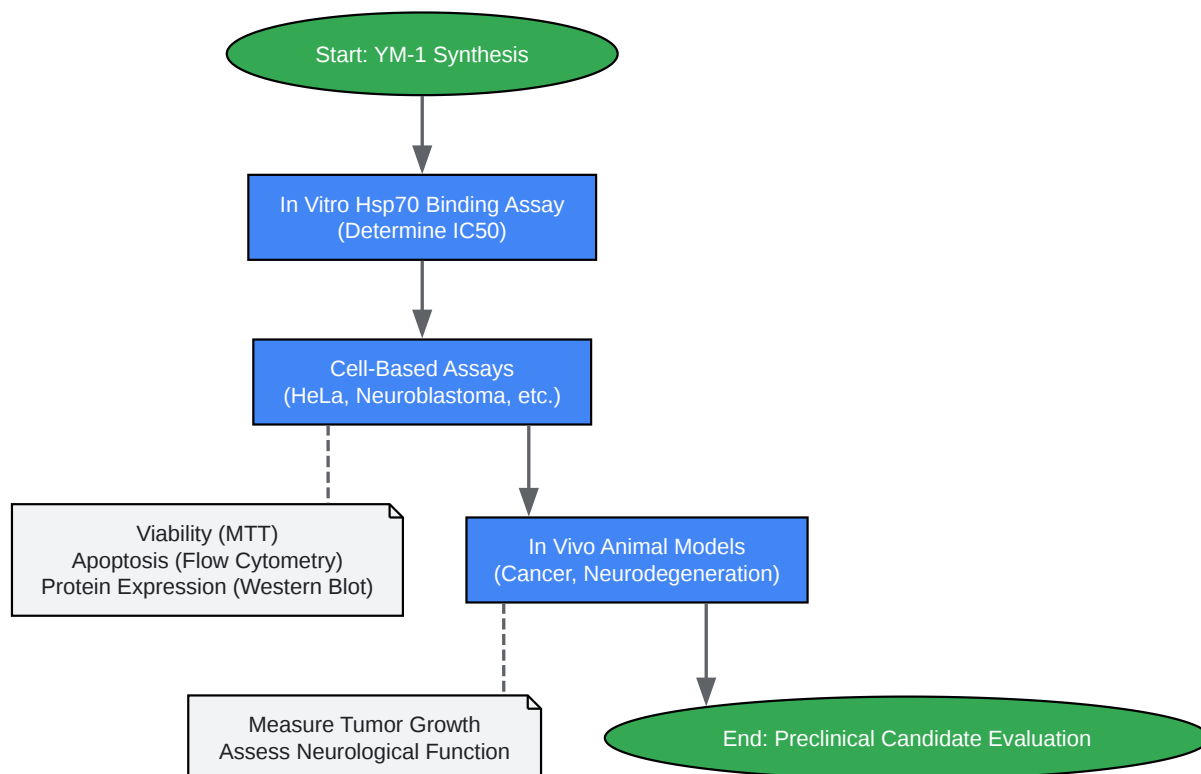 Start: YM-1 Synthesis
In Vitro Hsp70 Binding Assay
(Determine IC50)
Cell-Based Assays
(HeLa, Neuroblastoma, etc.)
Viability (MTT)
Apoptosis (Flow Cytometry)
Protein Expression (Western Blot)
In Vivo Animal Models
(Cancer, Neurodegeneration)
Measure Tumor Growth
Assess Neurological Function
End: Preclinical Candidate Evaluation